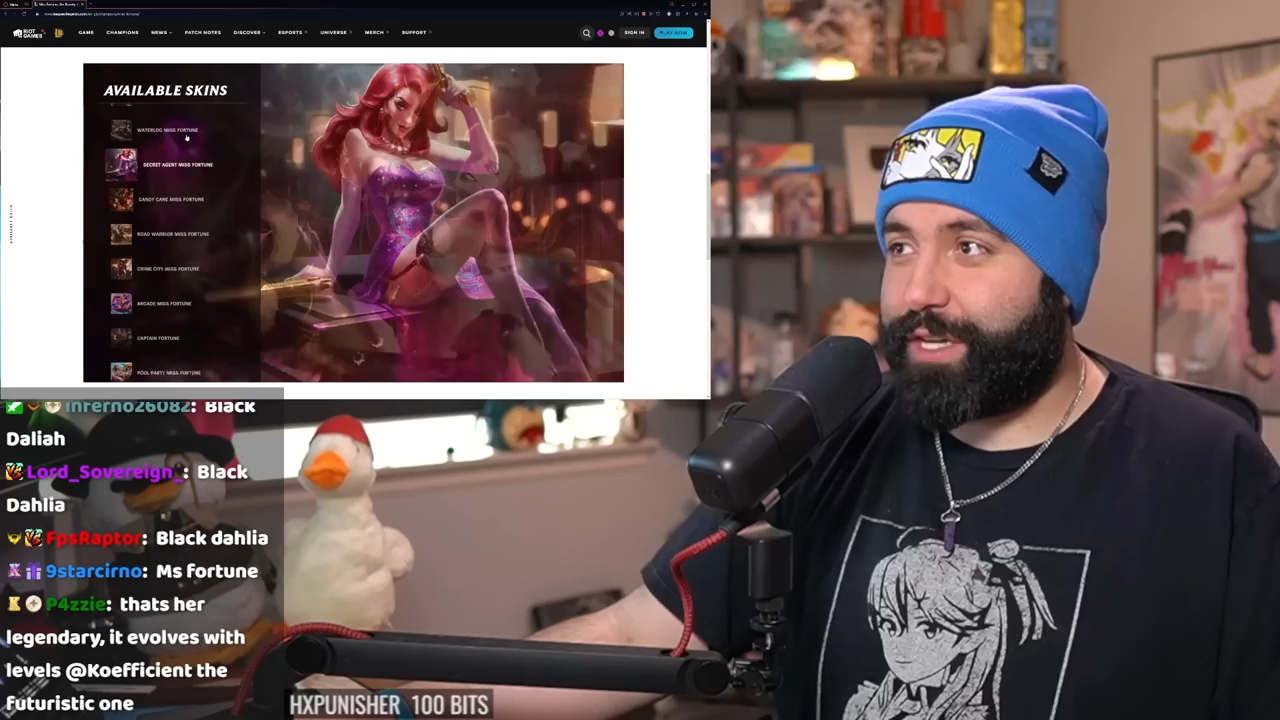 RIOT GAMES
GAME
CHAMPIONS
NEWS
PATCH NOTES
DISCOVER
ESPORTS
UNIVERSE
MERCH
SUPPORT
SIGN IN
PLAY NOW
AVAILABLE SKINS
WATERLOO MISS FORTUNE
SECRET AGENT MISS FORTUNE
CANDY CANE MISS FORTUNE
ROAD WARRIOR MISS FORTUNE
CRIME CITY MISS FORTUNE
ARCADE MISS FORTUNE
CAPTAIN FORTUNE
POOL PARTY MISS FORTUNE
inferno26082: Black
Daliah
Lord_Sovereign_: Black
Dahlia
FpsRaptor: Black dahlia
9starcirno: Ms fortune
P4zzie: thats her
legendary, it evolves with
levels @Koefficient the
futuristic one
HXPUNISHER 100 BITS